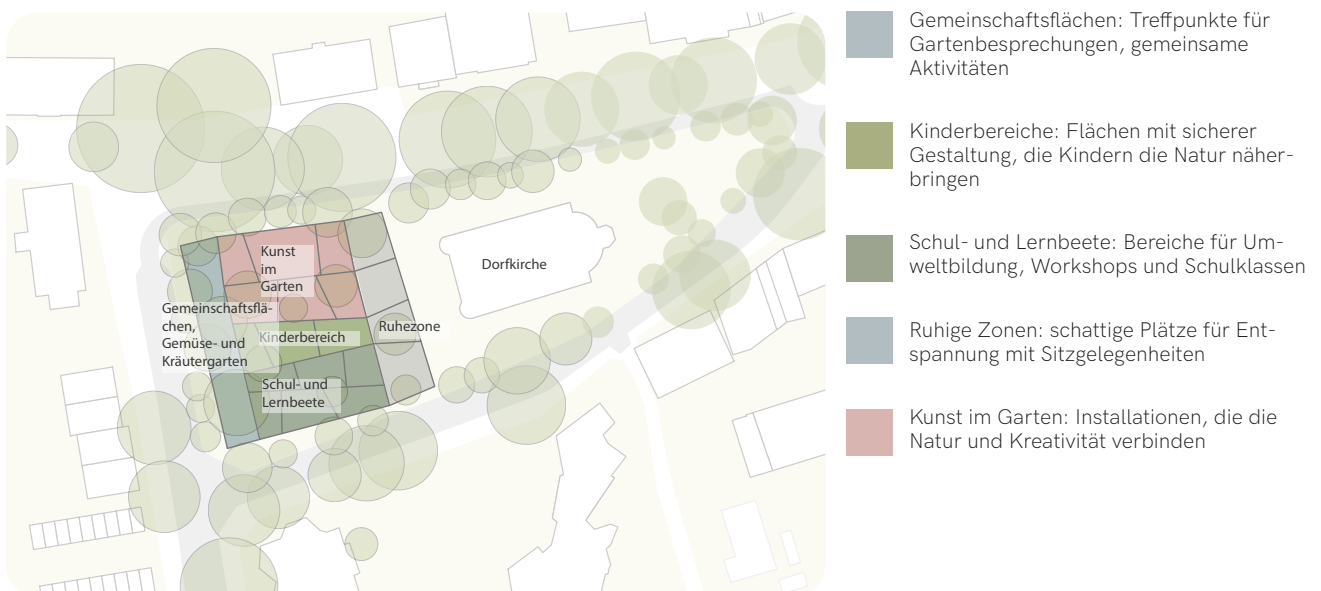 Kunst
im
Garten
Dorfkirche
Gemeinschaftsflä-
chen,
Gemüse- und
Kräutergarten
Kinderbereich
Ruhezone
Schul- und
Lernbeete
Gemeinschaftsflächen: Treffpunkte für
Gartenbesprechungen, gemeinsame
Aktivitäten
Kinderbereiche: Flächen mit sicherer
Gestaltung, die Kindern die Natur näher-
bringen
Schul- und Lernbeete: Bereiche für Um-
weltbildung, Workshops und Schulklassen
Ruhige Zonen: schattige Plätze für Ent-
spannung mit Sitzgelegenheiten
Kunst im Garten: Installationen, die die
Natur und Kreativität verbinden